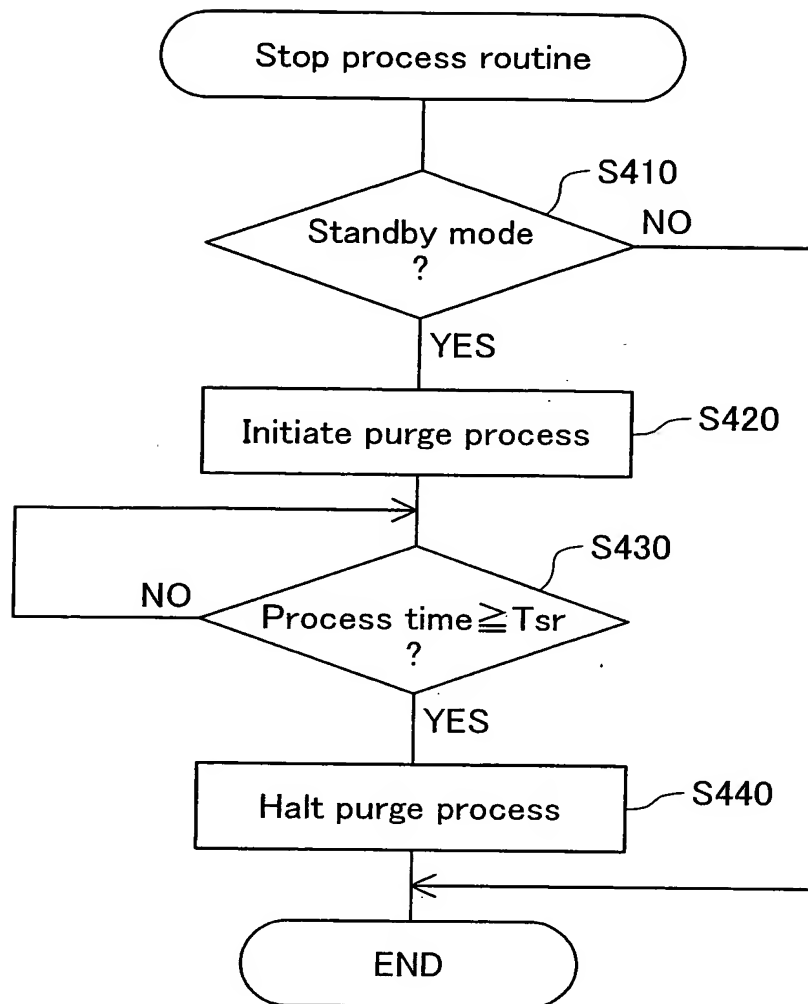 Stop process routine
S410
Standby mode
?
NO
YES
Initiate purge process
S420
S430
NO
Process time≧Tsr
?
YES
Halt purge process
S440
END